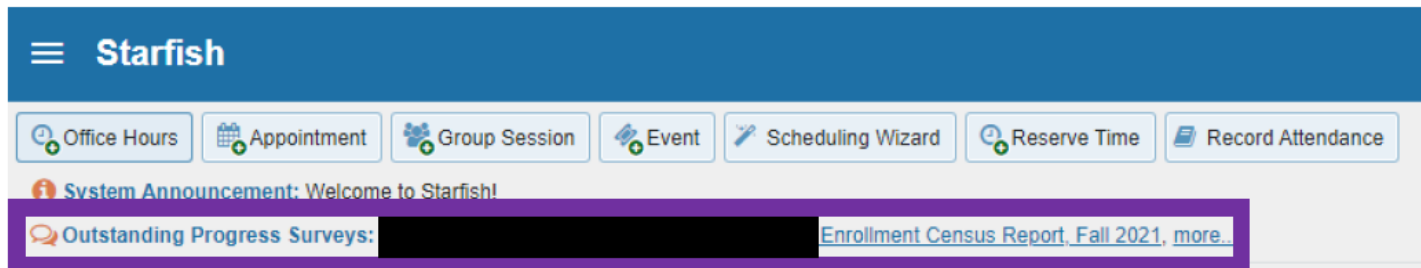 Starfish
Office Hours Appointment Group Session Event Scheduling Wizard Reserve Time Record Attendance
System Announcement: Welcome to Starfish!
Outstanding Progress Surveys: Enrollment Census Report, Fall 2021, more..